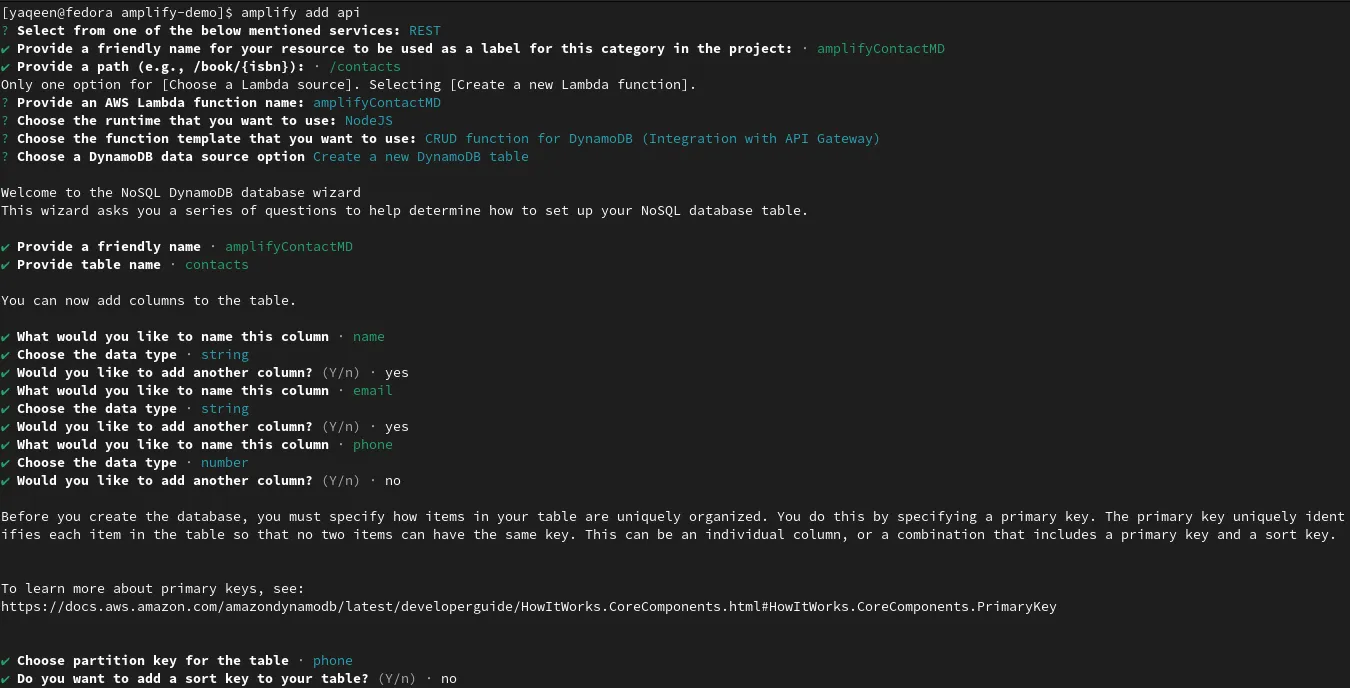 [yaqeen@fedora amplify-demo]$ amplify add api
? Select from one of the below mentioned services: REST
✔ Provide a friendly name for your resource to be used as a label for this category in the project: · amplifyContactMD
✔ Provide a path (e.g., /book/{isbn}): · /contacts
Only one option for [Choose a Lambda source]. Selecting [Create a new Lambda function].
? Provide an AWS Lambda function name: amplifyContactMD
? Choose the runtime that you want to use: NodeJS
? Choose the function template that you want to use: CRUD function for DynamoDB (Integration with API Gateway)
? Choose a DynamoDB data source option Create a new DynamoDB table
Welcome to the NoSQL DynamoDB database wizard
This wizard asks you a series of questions to help determine how to set up your NoSQL database table.
✔ Provide a friendly name · amplifyContactMD
✔ Provide table name · contacts
You can now add columns to the table.
✔ What would you like to name this column · name
✔ Choose the data type · string
✔ Would you like to add another column? (Y/n) · yes
✔ What would you like to name this column · email
✔ Choose the data type · string
✔ Would you like to add another column? (Y/n) · yes
✔ What would you like to name this column · phone
✔ Choose the data type · number
✔ Would you like to add another column? (Y/n) · no
Before you create the database, you must specify how items in your table are uniquely organized. You do this by specifying a primary key. The primary key uniquely ident
ifies each item in the table so that no two items can have the same key. This can be an individual column, or a combination that includes a primary key and a sort key.
To learn more about primary keys, see:
https://docs.aws.amazon.com/amazondynamodb/latest/developerguide/HowItWorks.CoreComponents.html#HowItWorks.CoreComponents.PrimaryKey
✔ Choose partition key for the table · phone
✔ Do you want to add a sort key to your table? (Y/n) · no